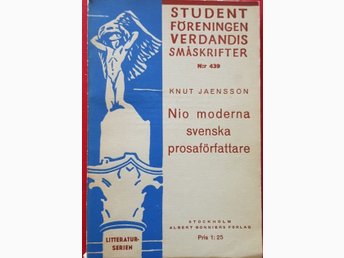 STUDENT
FÖRENINGEN
VERDANDIS
SMÅSKRIFTER
N:r 439
KNUT JAENSSON
Nio moderna
svenska
prosaförfattare
STOCKHOLM
ALBERT BONNIERS FÖRLAG
Pris 1:25
LITTERATUR-
SERIEN